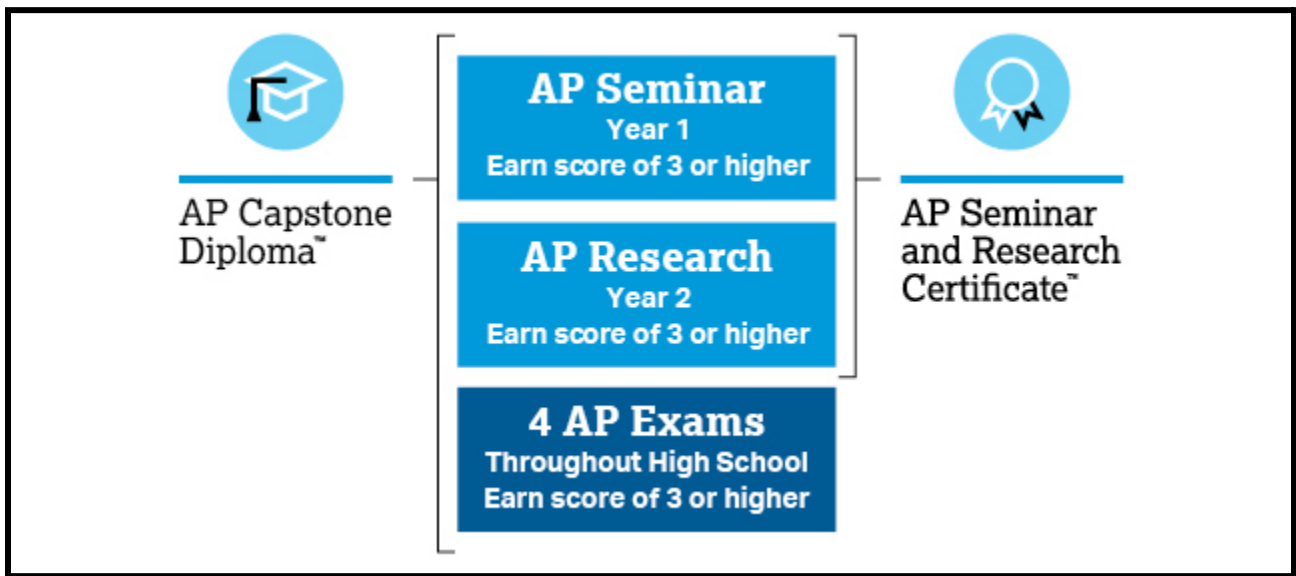 AP Capstone
Diploma™
AP Seminar
Year 1
Earn score of 3 or higher
AP Research
Year 2
Earn score of 3 or higher
4 AP Exams
Throughout High School
Earn score of 3 or higher
AP Seminar
and Research
Certificate™